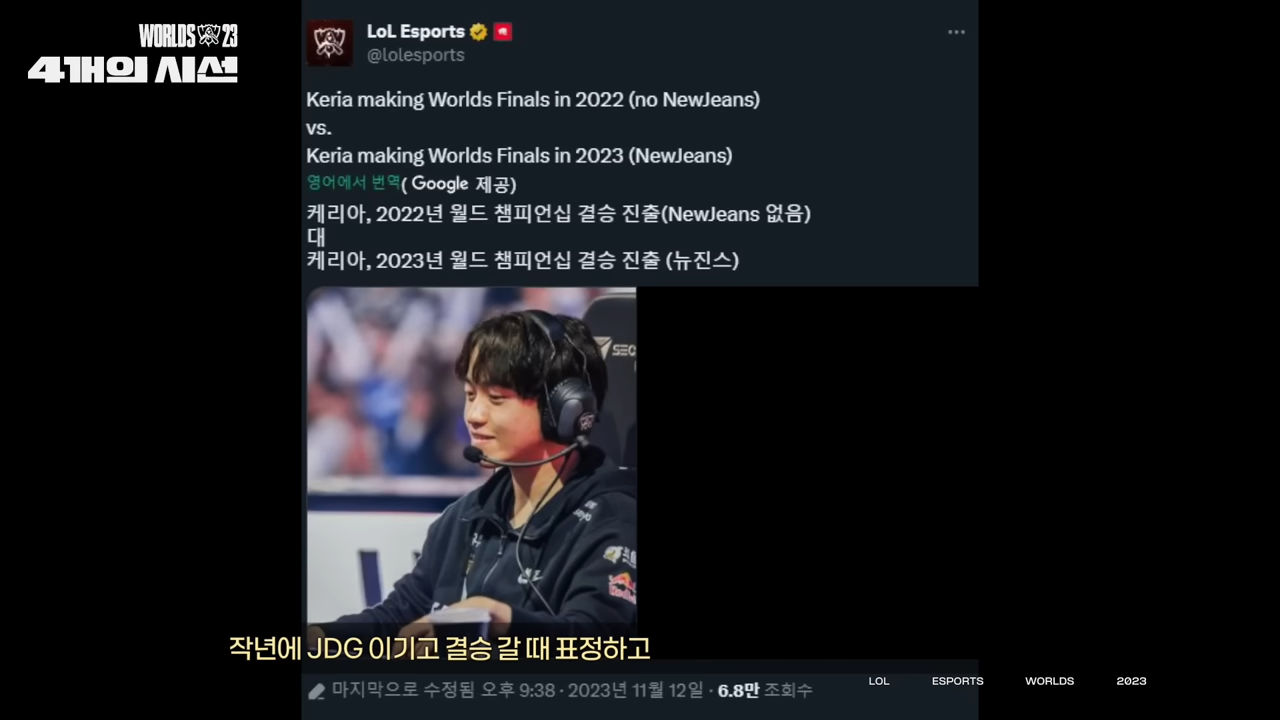 WORLDS 23
4개의 시선
LoL Esports
@lolesports
Keria making Worlds Finals in 2022 (no NewJeans)
vs.
Keria making Worlds Finals in 2023 (NewJeans)
영어에서 번역( Google 제공)
케리아, 2022년 월드 챔피언십 결승 진출(NewJeans 없음)
대
케리아, 2023년 월드 챔피언십 결승 진출 (뉴진스)
SEC
작년에 JDG 이기고 결승 갈 때 표정하고
마지막으로 수정됨 오후 9:38 · 2023년 11월 12일 · 6.8만 조회수
LOL ESPORTS WORLDS 2023